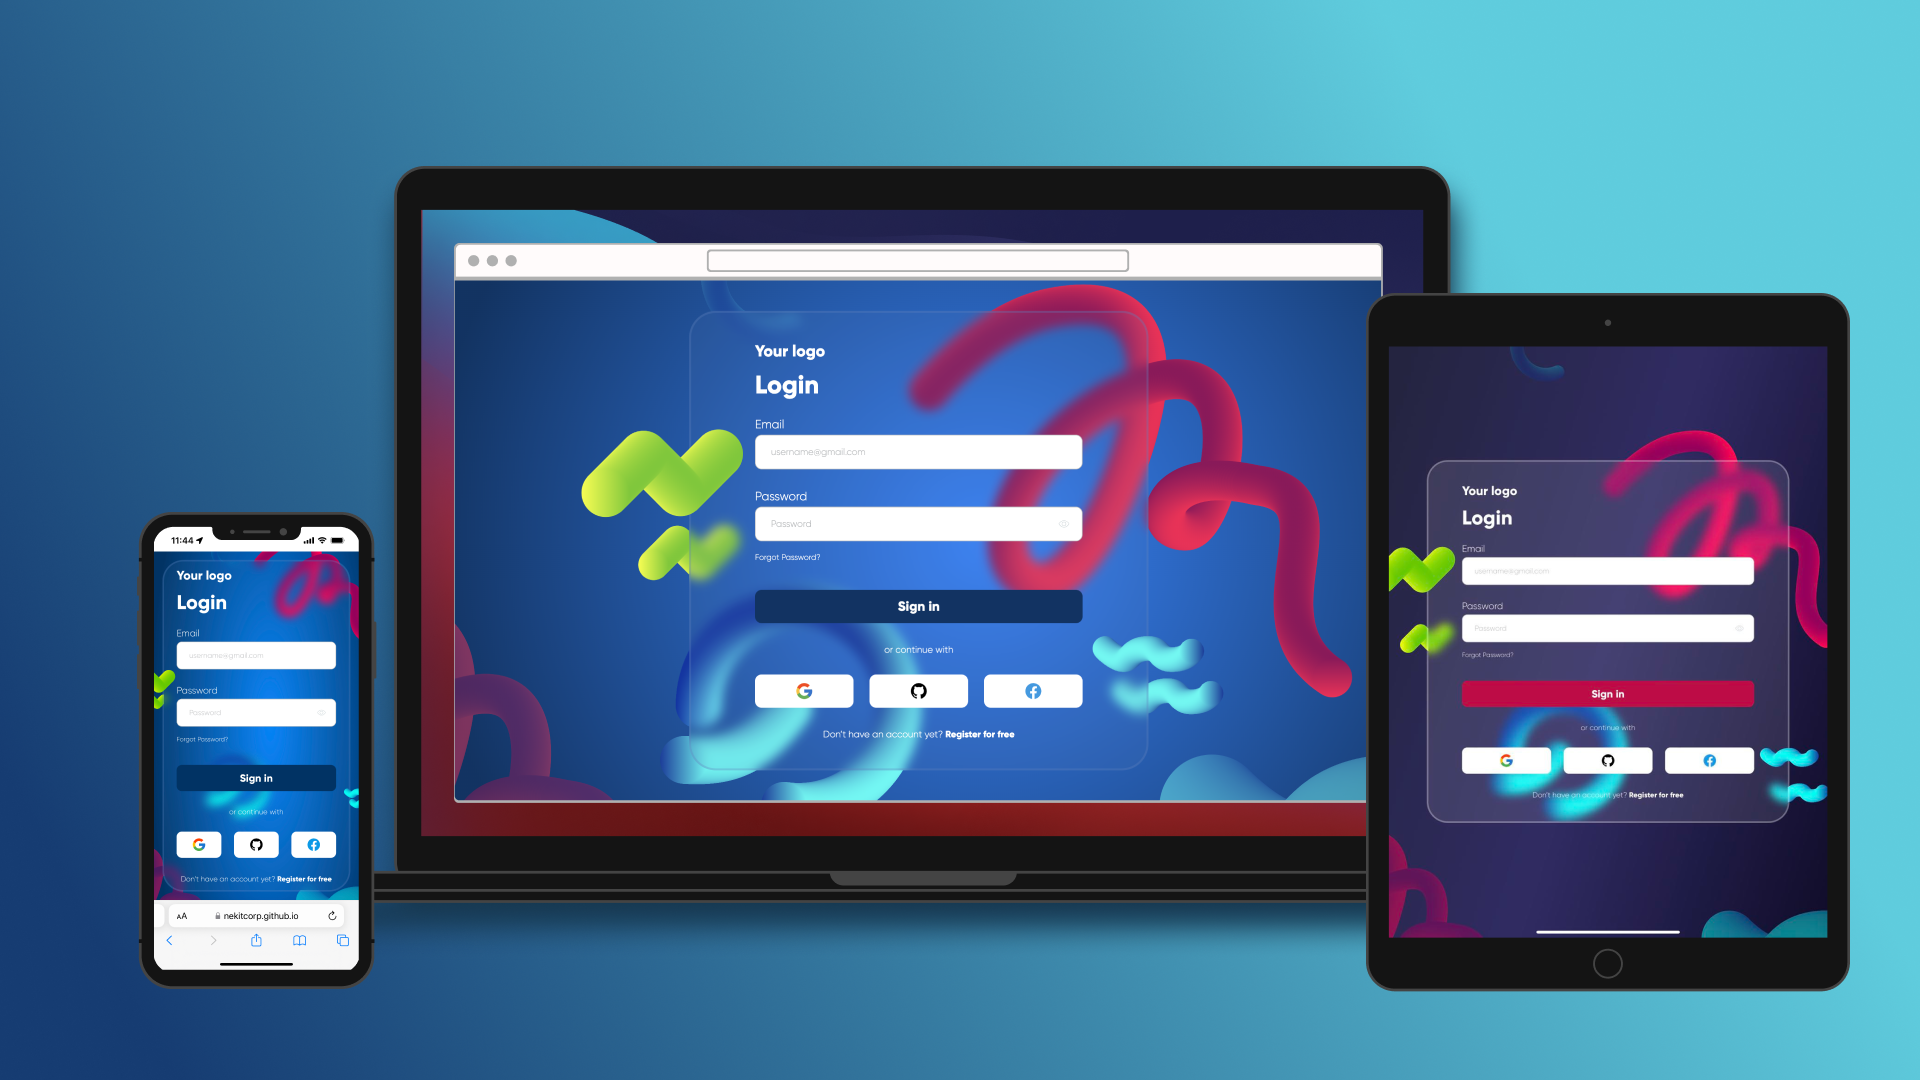 11:44
Your logo
Login
Email
username@gmail.com
Password
Password
Forgot Password?
Sign in
or continue with
Don't have an account yet? Register for free
AA
nekitcorp.github.io
Your logo
Login
Email
username@gmail.com
Password
Password
Forgot Password?
Sign in
or continue with
Don't have an account yet? Register for free
Your logo
Login
Email
username@gmail.com
Password
Password
Forgot Password?
Sign in
or continue with
Don't have an account yet? Register for free